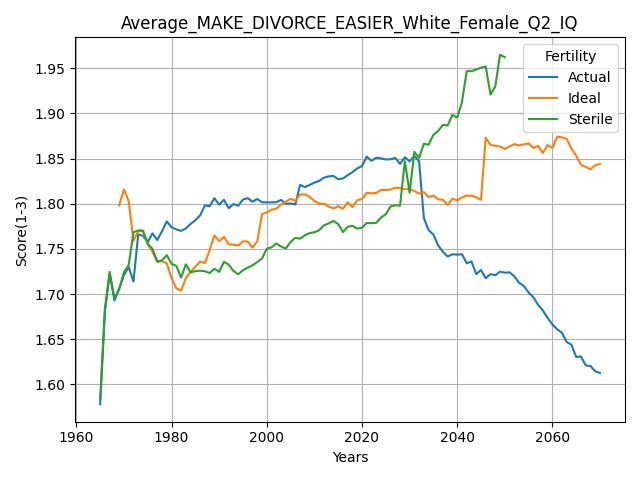 Average_MAKE_DIVORCE_EASIER_White_Female_Q2_IQ
Score(1-3)
1.95
1.90
1.85
1.80
1.75
1.70
1.65
1.60
1960
1980
2000
2020
2040
2060
Years
Fertility
Actual
Ideal
Sterile